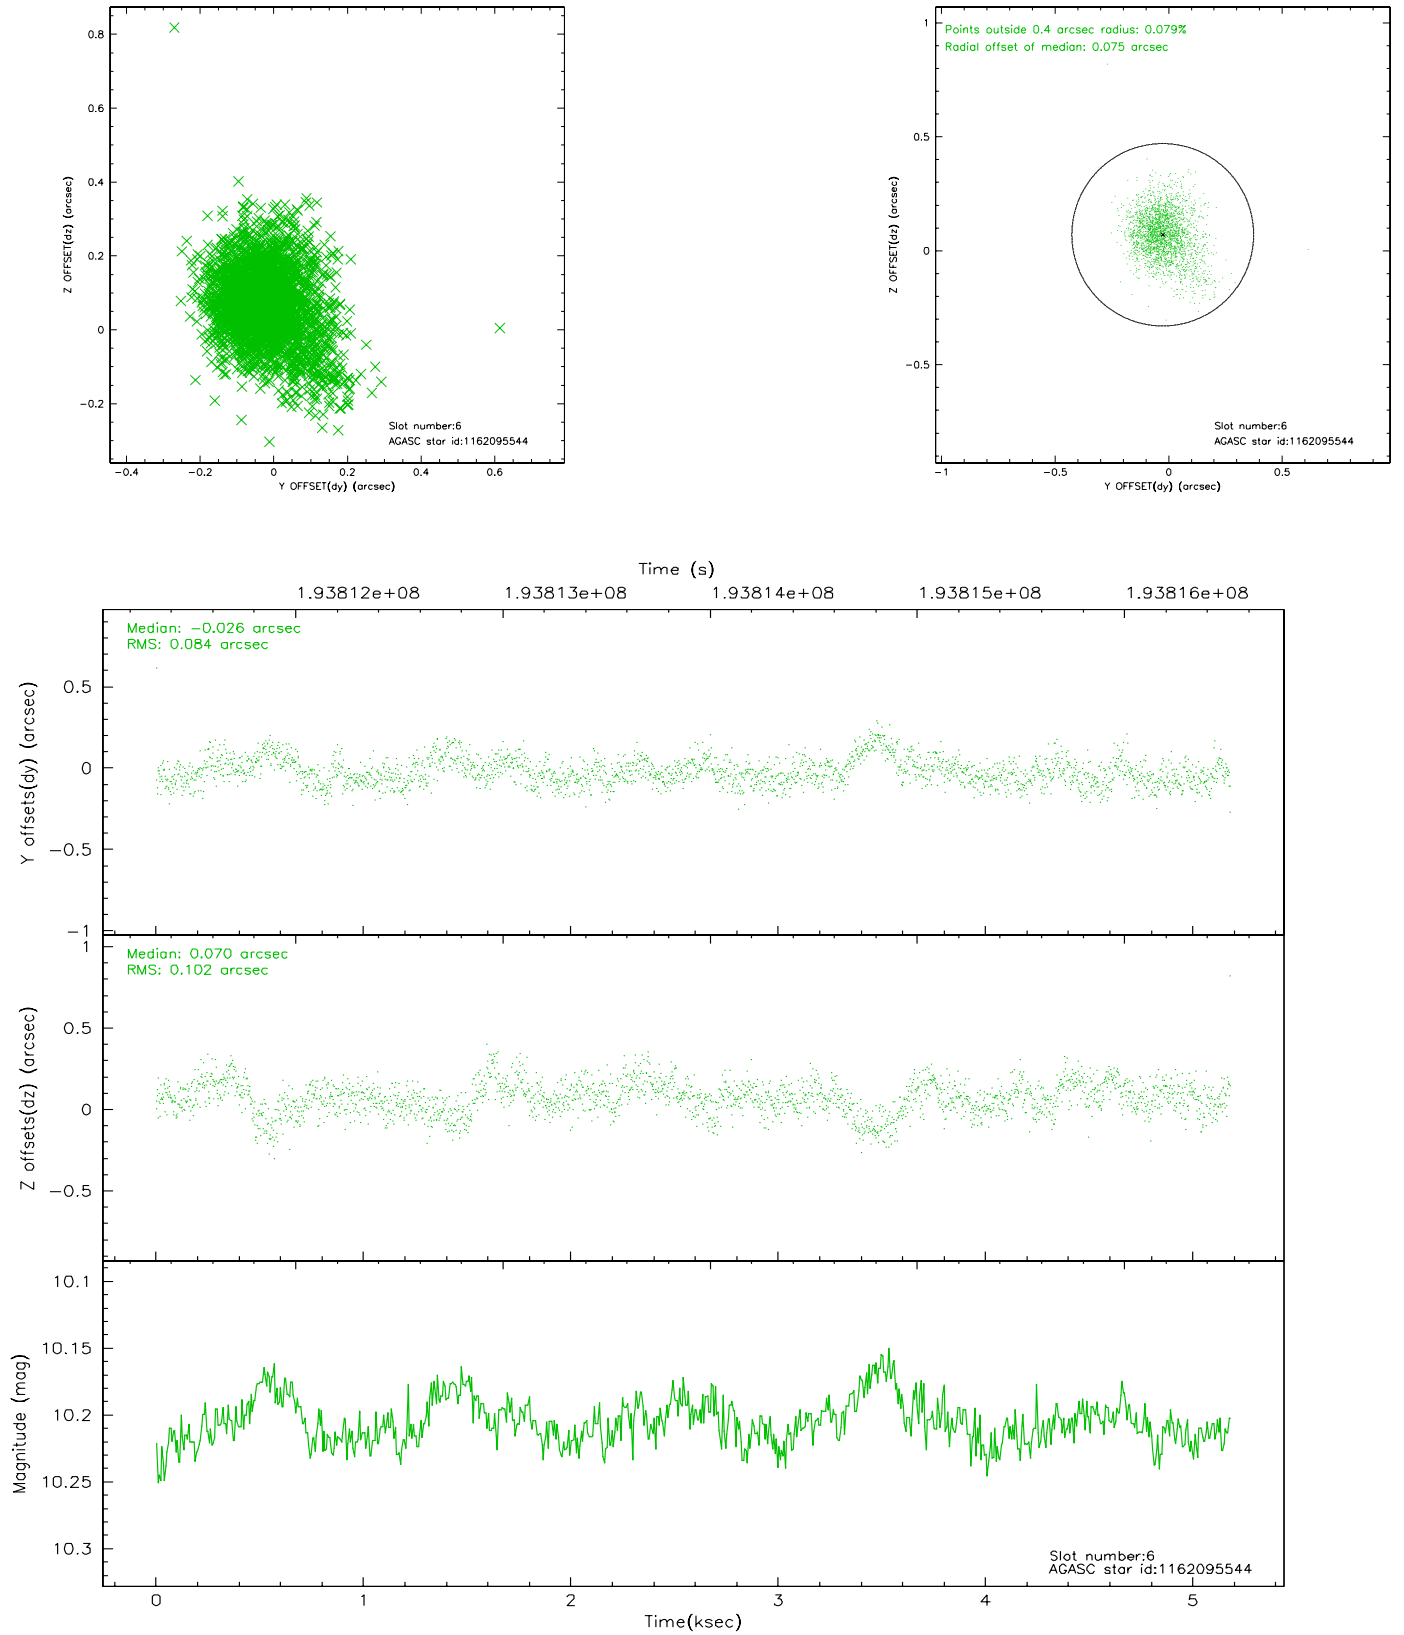 0.8
0.6
0.4
0.2
0
−0.2
−0.4
−0.2
0
0.2
0.4
0.6
Z OFFSET(dz) (arcsec)
Y OFFSET(dy) (arcsec)
Slot number:6
AGASC star id:1162095544
Points outside 0.4 arcsec radius: 0.079%
Radial offset of median: 0.075 arcsec
1
0.5
0
−0.5
−1
−0.5
0
0.5
Z OFFSET(dz) (arcsec)
Y OFFSET(dy) (arcsec)
Slot number:6
AGASC star id:1162095544
Time (s)
1.93812e+08
1.93813e+08
1.93814e+08
1.93815e+08
1.93816e+08
Median: −0.026 arcsec
RMS: 0.084 arcsec
0.5
0
−0.5
−1
Y offsets(dy) (arcsec)
Median: 0.070 arcsec
RMS: 0.102 arcsec
1
0.5
0
−0.5
Z offsets(dz) (arcsec)
10.1
10.15
10.2
10.25
10.3
Magnitude (mag)
Slot number:6
AGASC star id:1162095544
0
1
2
3
4
5
Time(ksec)